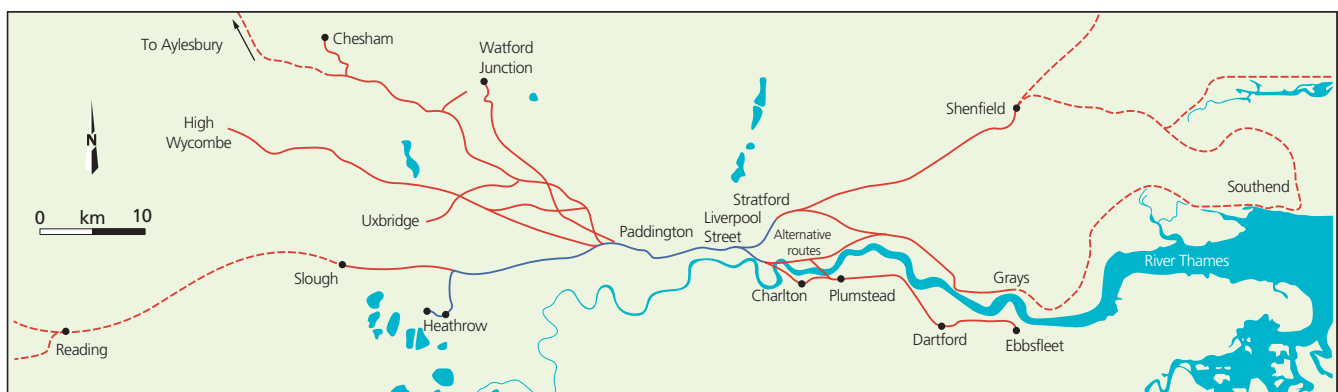 To Aylesbury
Chesham
Watford
Junction
High
Wycombe
N
0 km 10
Uxbridge
Slough
Reading
Heathrow
Paddington
Liverpool
Street
Stratford
Alternative
routes
Charlton
Plumstead
Shenfield
Southend
Grays
River Thames
Dartford
Ebbsfleet